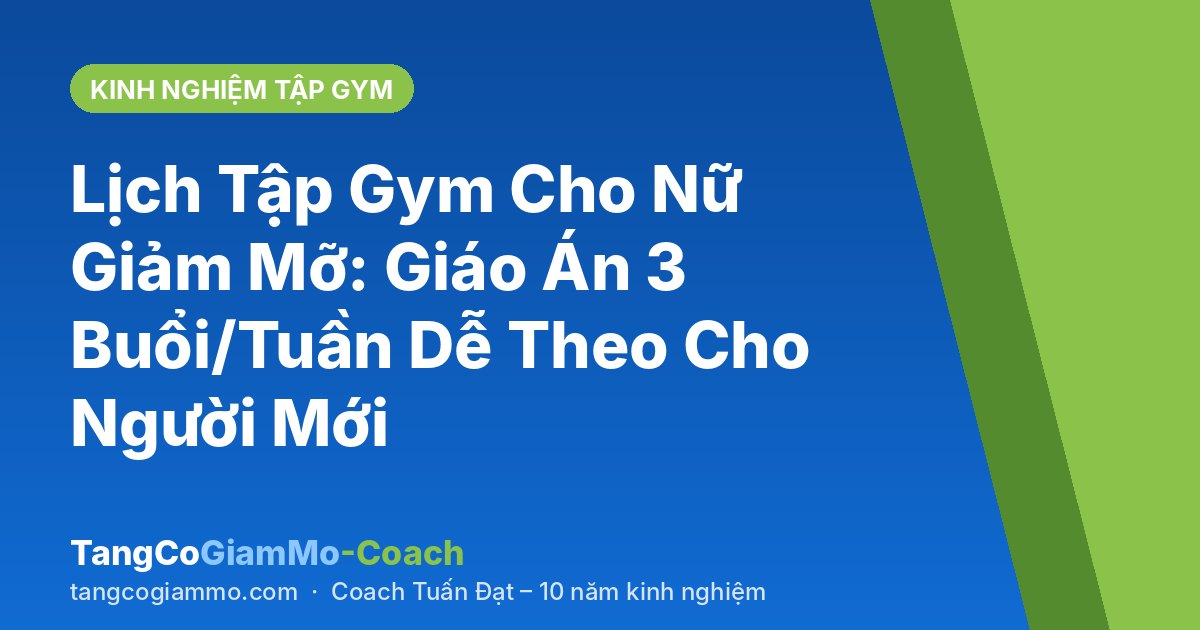 KINH NGHIỆM TẬP GYM
Lịch Tập Gym Cho Nữ
Giảm Mỡ: Giáo Án 3
Buổi/Tuần Dễ Theo Cho
Người Mới
TangCoGiamMo-Coach
tangcogiammo.com · Coach Tuấn Đạt – 10 năm kinh nghiệm